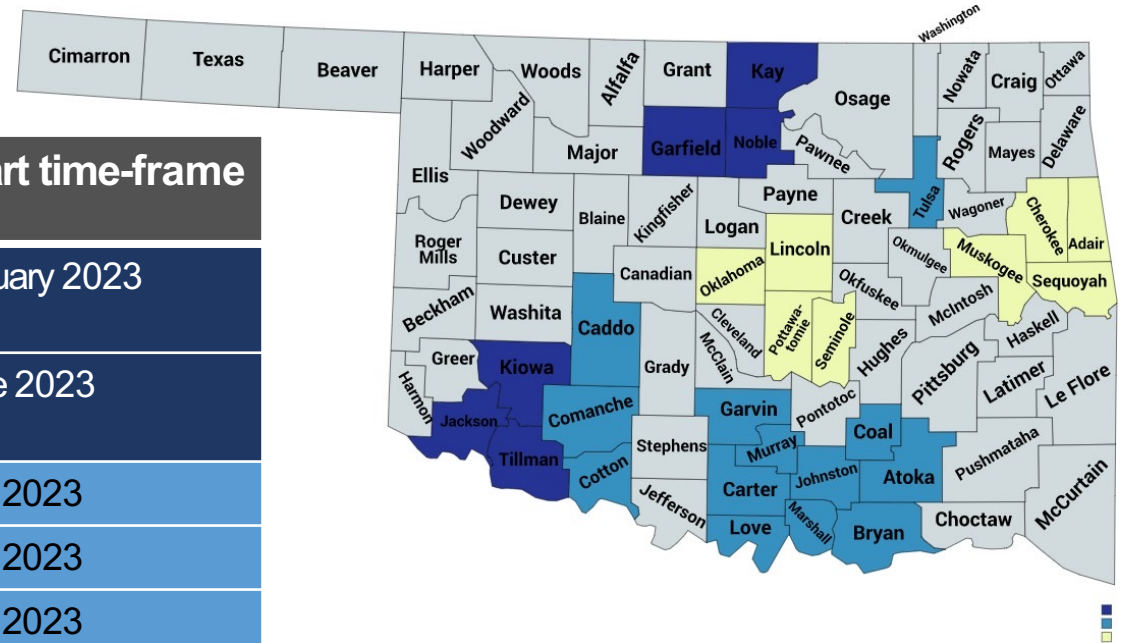 Washington
Cimarron
Texas
Beaver
Harper
Woods
Alfalfa
Grant
Kay
Osage
Nowata
Craig
Ottawa
Woodward
Ellis
Major
Garfield
Noble
Pawnee
Rogers
Mayes
Delaware
rt time-frame
Dewey
Blaine
Kingfisher
Logan
Payne
Creek
Tulsa
Wagoner
Cherokee
Adair
Roger
Mills
Custer
Canadian
Oklahoma
Lincoln
Okmulgee
Muskogee
Sequoyah
uary 2023
Beckham
Washita
Caddo
Cleveland
Pottawa-
tomie
Seminole
Okfuskee
McIntosh
Haskell
Greer
Kiowa
Grady
McClain
Hughes
Pittsburg
Latimer
Le Flore
e 2023
Harmon
Jackson
Comanche
Garvin
Pontotoc
Coal
Tillman
Cotton
Stephens
Murray
Johnston
Atoka
Pushmataha
McCurtain
2023
Jefferson
Carter
Love
Marshall
Bryan
Choctaw
2023
2023